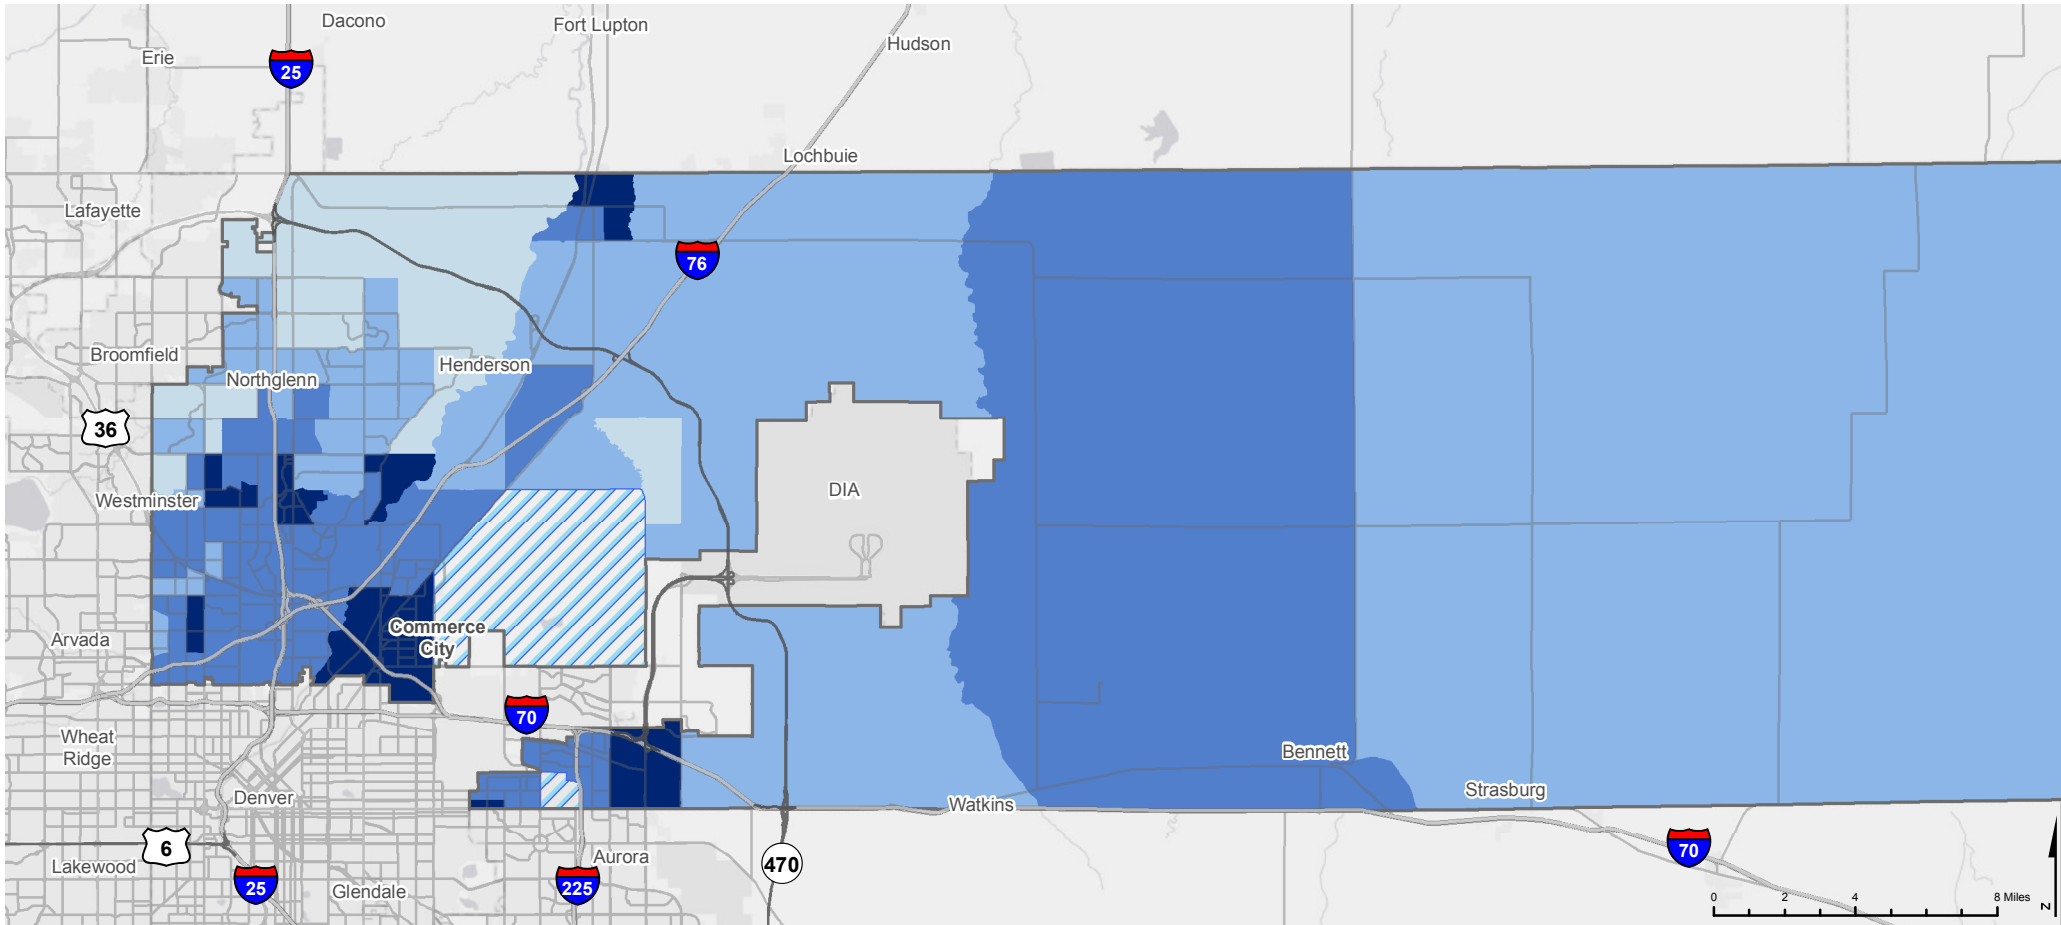 Dacono
Fort Lupton
Hudson
Erie
25
Lochbuie
Lafayette
76
Broomfield
Henderson
Northglenn
36
DIA
Westminster
Commerce
City
Arvada
70
Wheat
Ridge
Bennett
Denver
Strasburg
Watkins
6
Lakewood
Aurora
470
70
25
Glendale
225
0
2
4
8 Miles
N